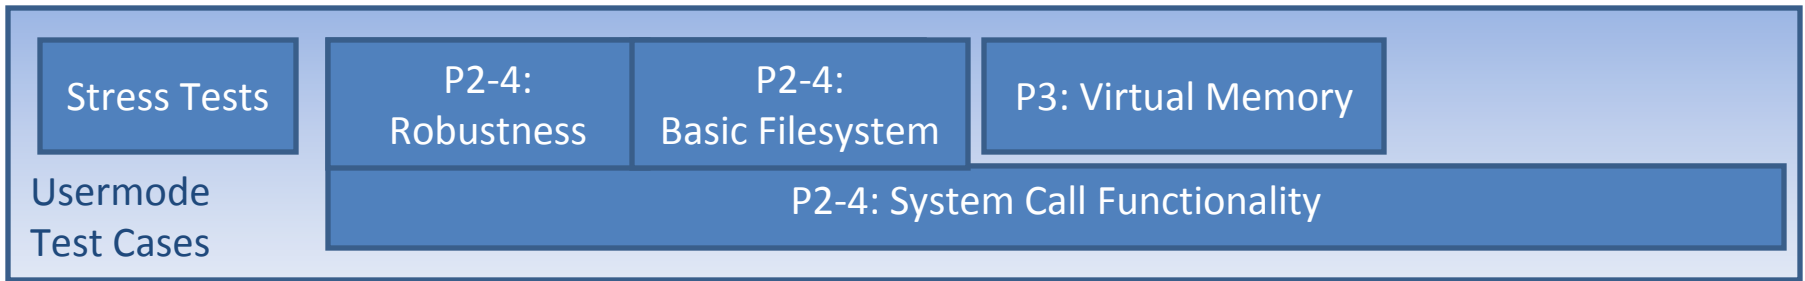 Stress Tests
P2-4:
Robustness
P2-4:
Basic Filesystem
P3: Virtual Memory
Usermode
Test Cases
P2-4: System Call Functionality